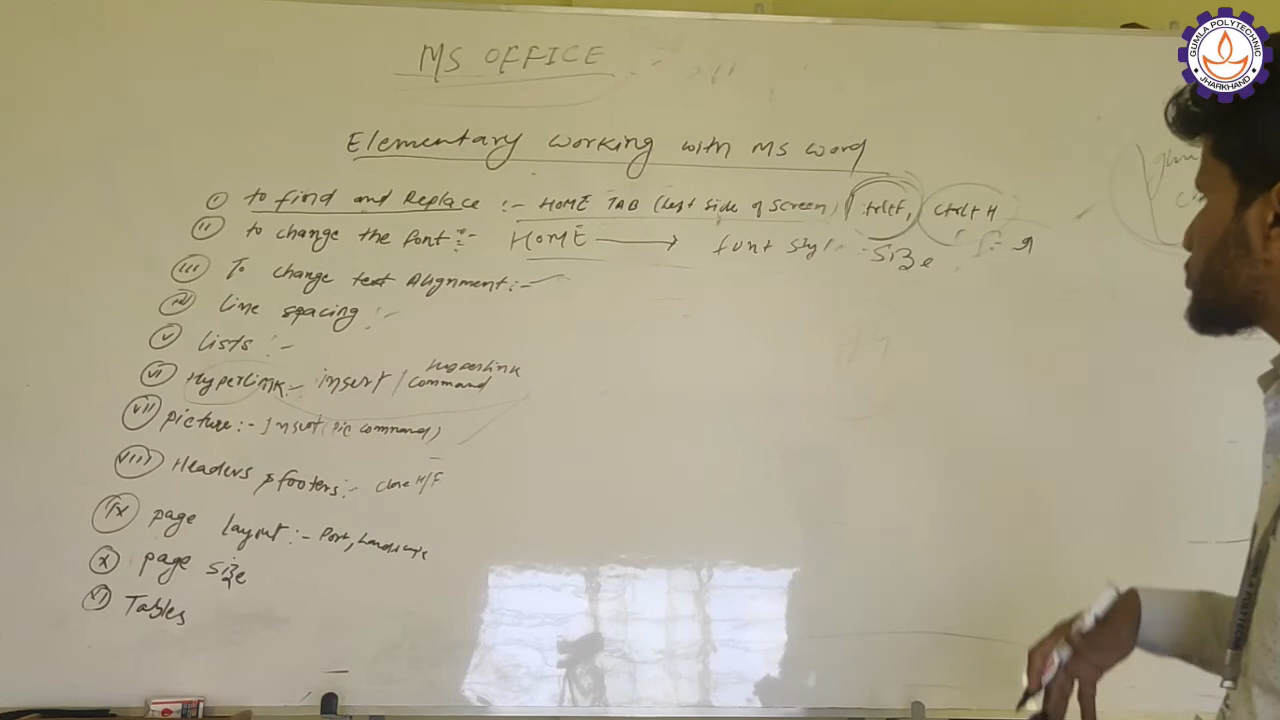 MS OFFICE
Elementary working with MS Word
i to find and Replace :- HOME TAB (left side of screen) Ctrl+F, Ctrl+H
ii to change the font :- HOME → font Style Size
iii To change text Alignment :-
iv line spacing :-
v Lists :-
vi Hyperlink :- insert / Hyperlink command
vii picture :- Insert (pic command)
viii Headers & footers :- Close H/F
ix page layout :- Port, Landscape
x page size
Tables
GUMLA POLYTECHNIC
JHARKHAND